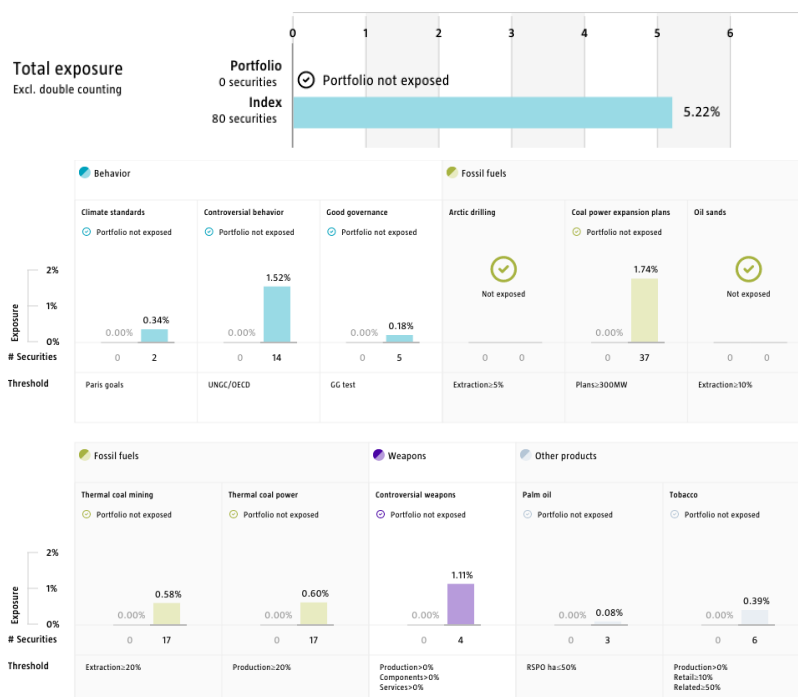 0 1 2 3 4 5 6
Total exposure
Excl. double counting
Portfolio
0 securities
Portfolio not exposed
Index
80 securities
5.22%
Behavior
Fossil fuels
Climate standards
Controversial behavior
Good governance
Arctic drilling
Coal power expansion plans
Oil sands
Portfolio not exposed
Portfolio not exposed
Portfolio not exposed
Portfolio not exposed
Exposure
2%
1%
0%
0.00% 0.34%
0.00% 1.52%
0.00% 0.18%
Not exposed
0.00% 1.74%
Not exposed
# Securities
0 2
0 14
0 5
0 0
0 37
0 0
Threshold
Paris goals
UNGC/OECD
GG test
Extraction≥5%
Plans≥300MW
Extraction≥10%
Fossil fuels
Weapons
Other products
Thermal coal mining
Thermal coal power
Controversial weapons
Palm oil
Tobacco
Portfolio not exposed
Portfolio not exposed
Portfolio not exposed
Portfolio not exposed
Portfolio not exposed
Exposure
2%
1%
0%
0.00% 0.58%
0.00% 0.60%
0.00% 1.11%
0.00% 0.08%
0.00% 0.39%
# Securities
0 17
0 17
0 4
0 3
0 6
Threshold
Extraction≥20%
Production≥20%
Production>0%
Components>0%
Services>0%
RSPO ha≤50%
Production>0%
Retail≥10%
Related≥50%